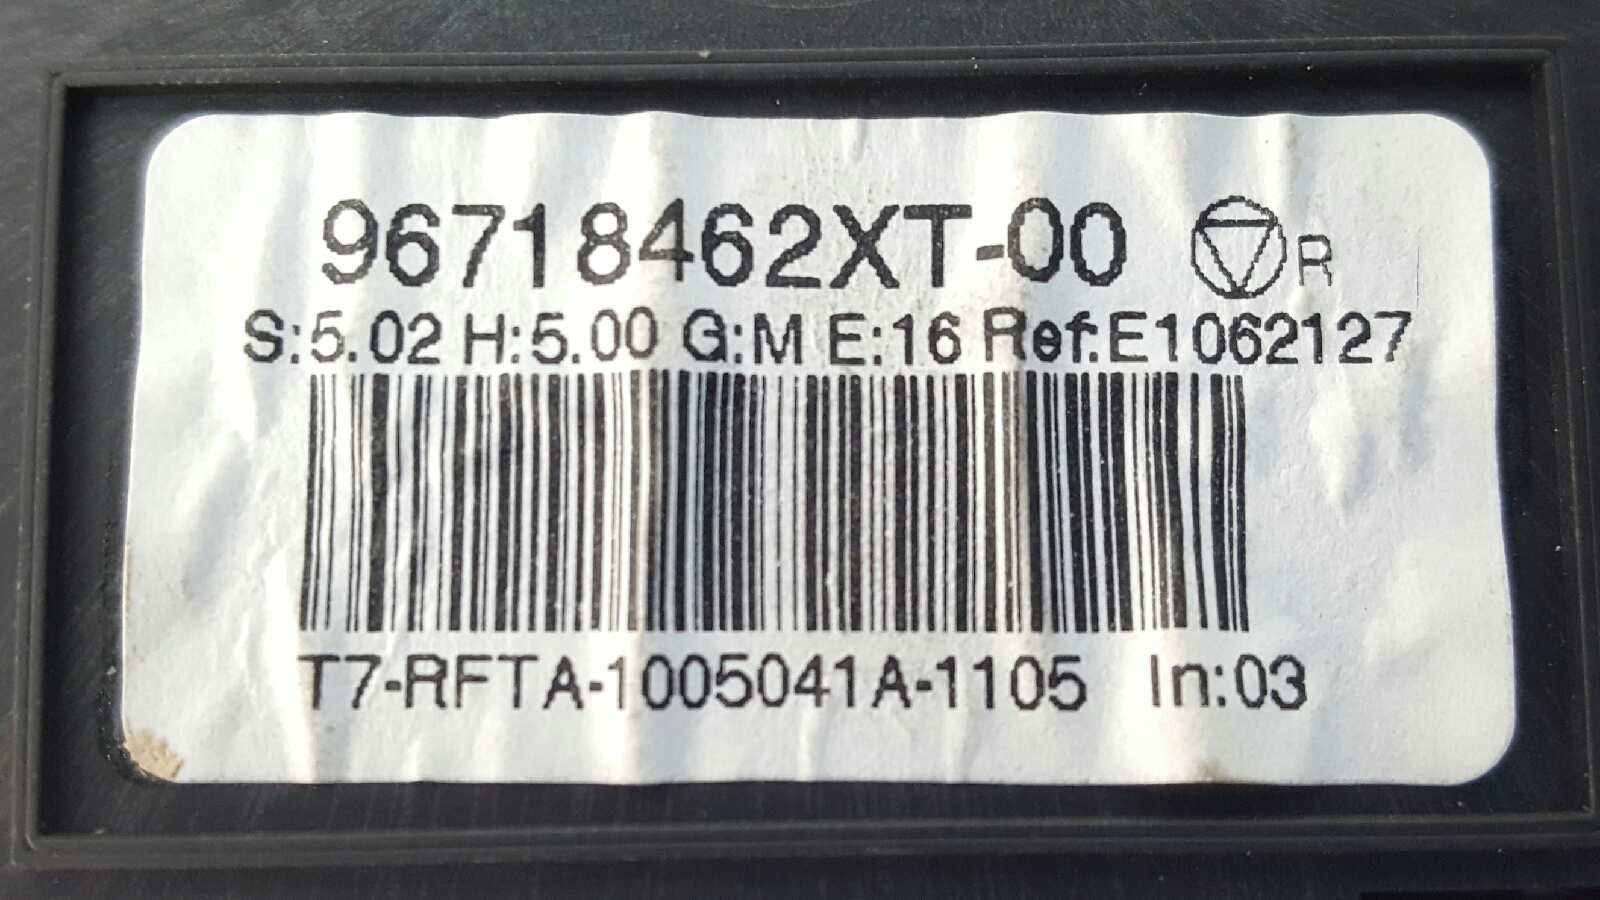 96718462XT-00 R
S:5.02 H:5.00 G:M E:16 Ref:E1062127
T7-RFTA-1005041A-1105 In:03